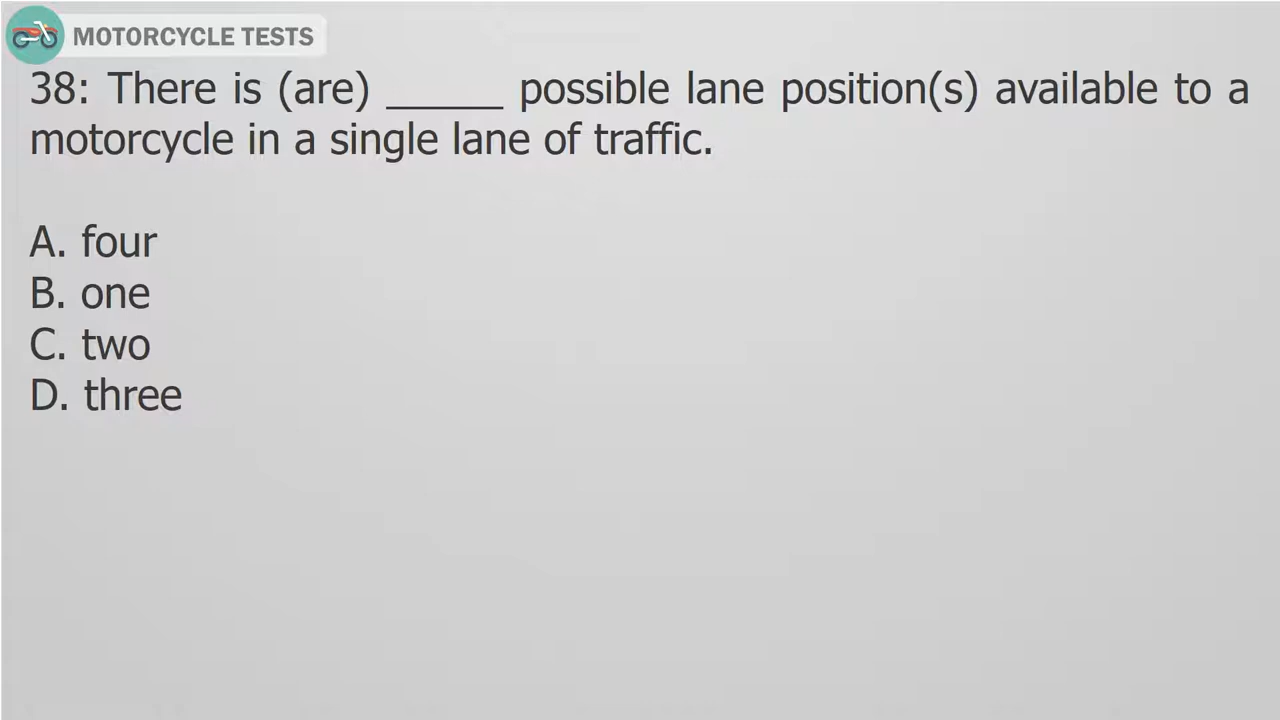 MOTORCYCLE TESTS
38: There is (are) _____ possible lane position(s) available to a
motorcycle in a single lane of traffic.
A. four
B. one
C. two
D. three